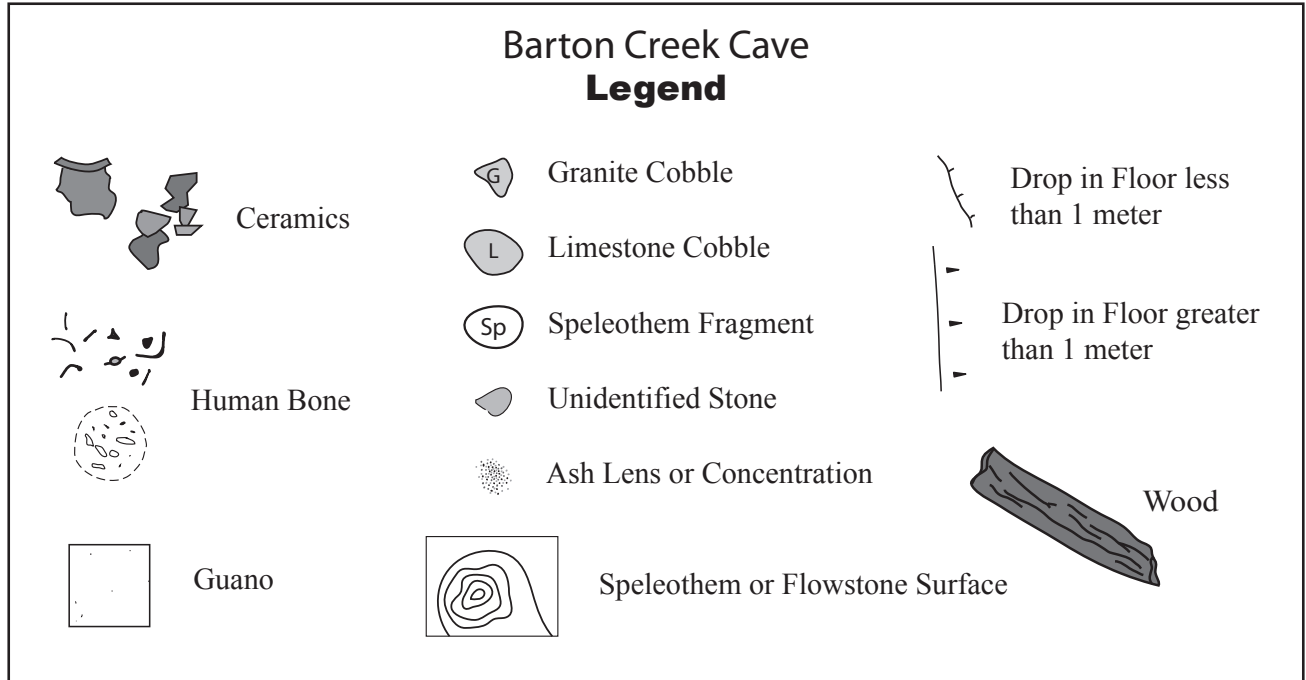 Barton Creek Cave
Legend
Ceramics
Human Bone
Guano
G
Granite Cobble
L
Limestone Cobble
Sp
Speleothem Fragment
Unidentified Stone
Ash Lens or Concentration
Speleothem or Flowstone Surface
Drop in Floor less
than 1 meter
Drop in Floor greater
than 1 meter
Wood